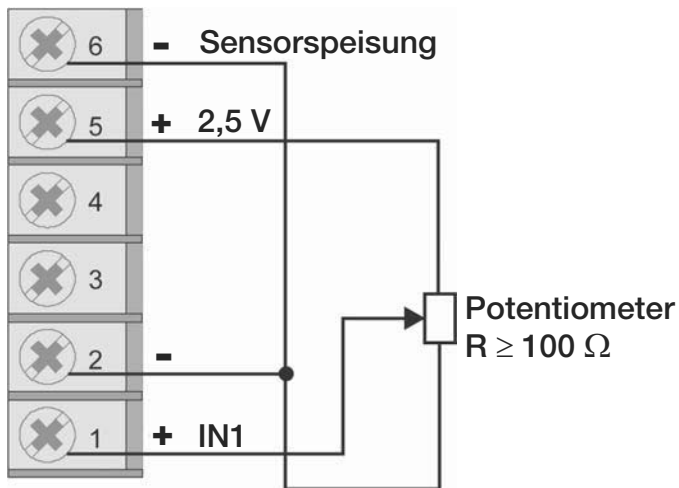 6 - Sensorspeisung
5 + 2,5 V
4
3
Potentiometer
R ≥ 100 Ω
2 -
1 + IN1